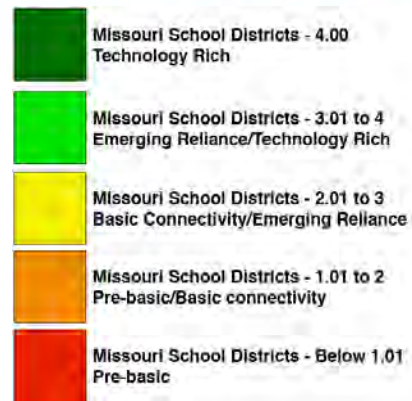 Missouri School Districts - 4.00
Technology Rich
Missouri School Districts - 3.01 to 4
Emerging Reliance/Technology Rich
Missouri School Districts - 2.01 to 3
Basic Connectivity/Emerging Reliance
Missouri School Districts - 1.01 to 2
Pre-basic/Basic connectivity
Missouri School Districts - Below 1.01
Pre-basic